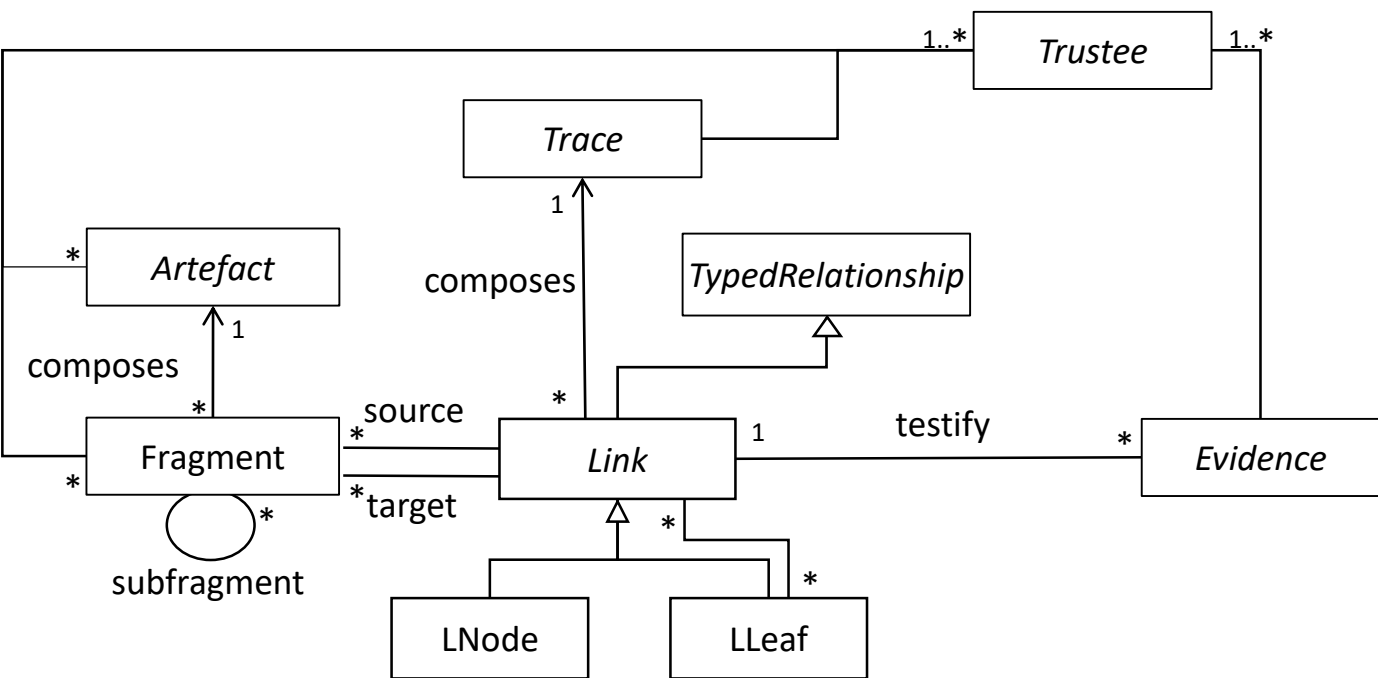 1..*
Trustee
1..*
Trace
1
*
Artefact
composes
TypedRelationship
1
composes
*
*
source
*
Fragment
Link
1
testify
*
Evidence
*
*
target
*
*
subfragment
*
LNode
LLeaf